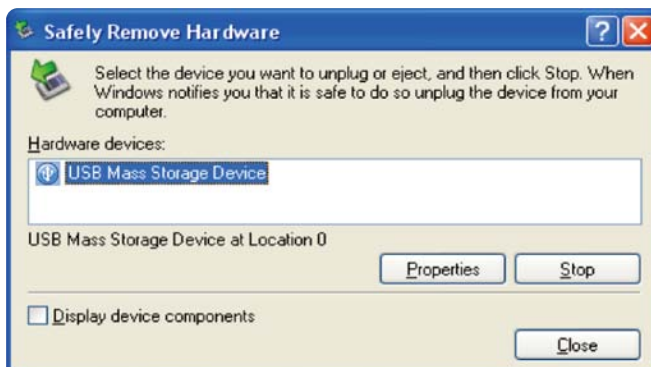 Safely Remove Hardware
Select the device you want to unplug or eject, and then click Stop. When
Windows notifies you that it is safe to do so unplug the device from your
computer.
Hardware devices:
USB Mass Storage Device
USB Mass Storage Device at Location 0
Properties Stop
Display device components
Close